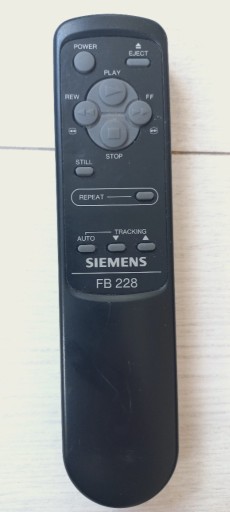 POWER
EJECT
PLAY
REW
FF
STOP
STILL
REPEAT
AUTO
TRACKING
SIEMENS
FB 228